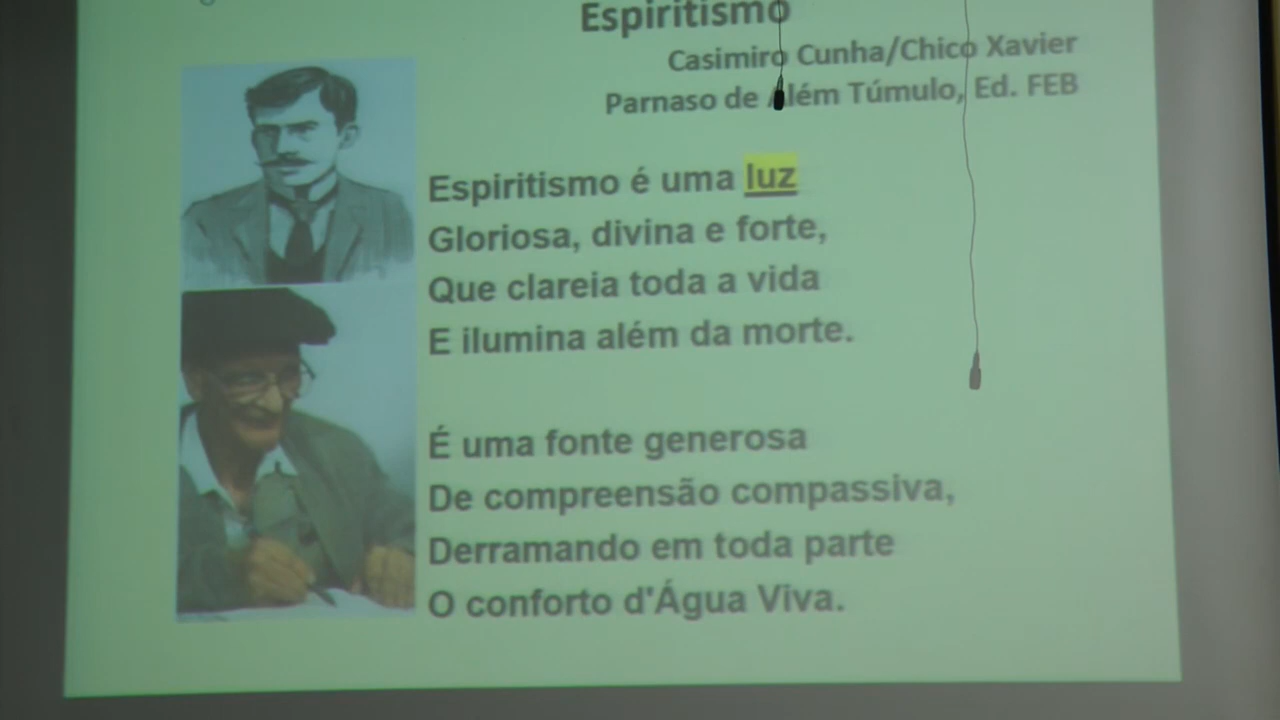 Espiritismo
Casimiro Cunha/Chico Xavier
Parnaso de Além Túmulo, Ed. FEB
Espiritismo é uma luz
Gloriosa, divina e forte,
Que clareia toda a vida
E ilumina além da morte.
É uma fonte generosa
De compreensão compassiva,
Derramando em toda parte
O conforto d'Água Viva.